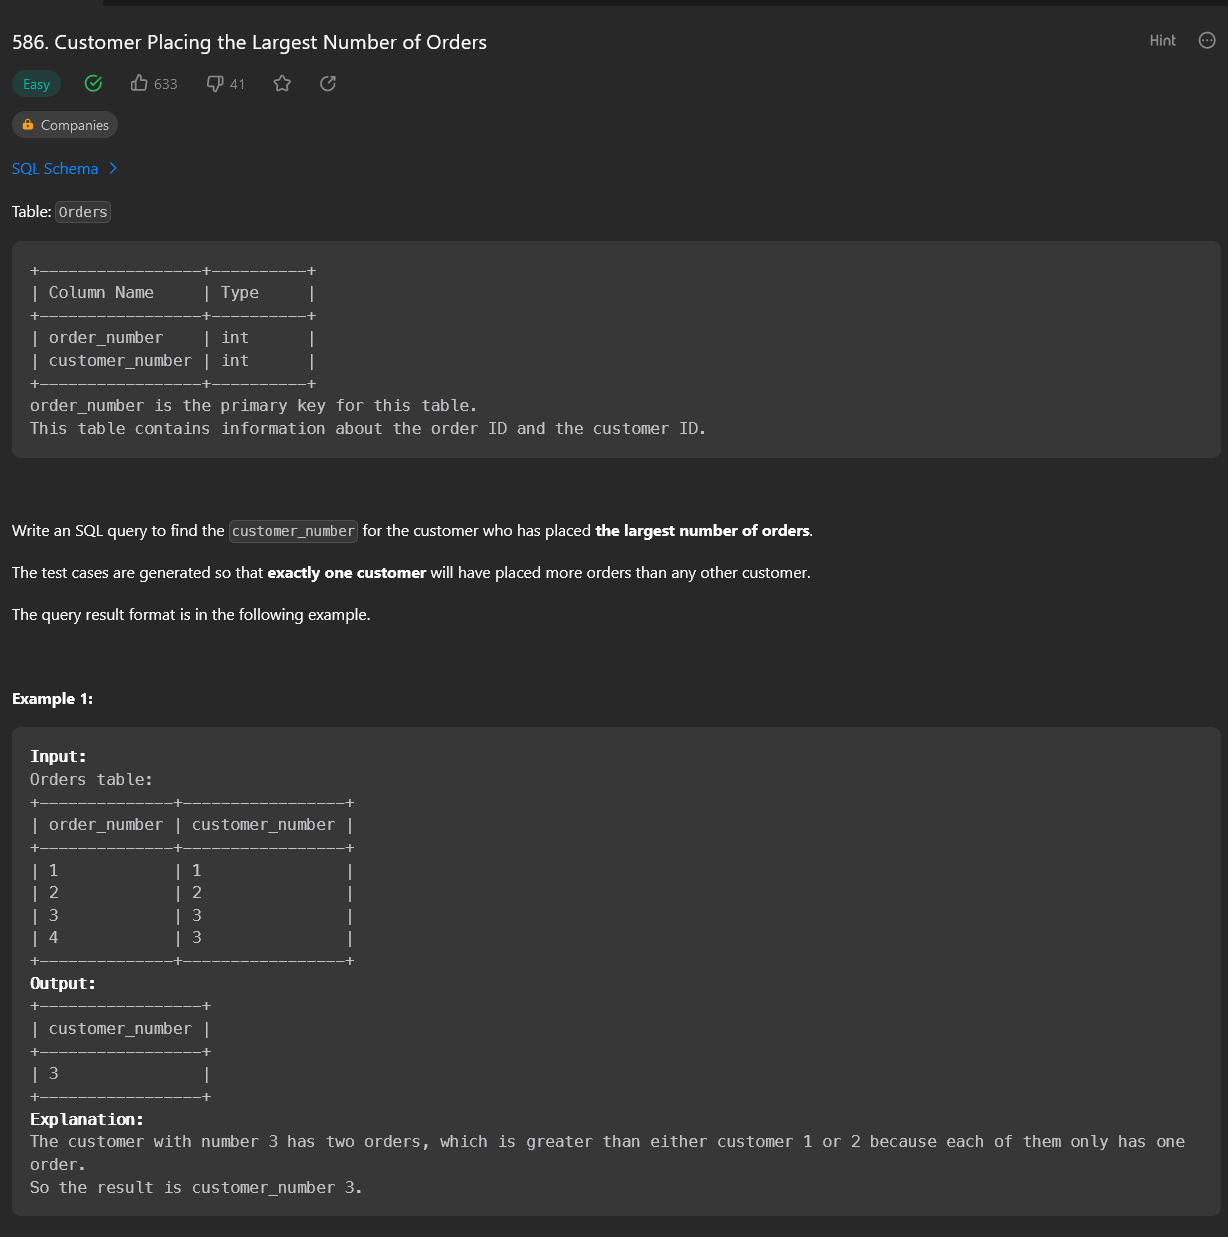 586. Customer Placing the Largest Number of Orders
Hint
Easy
633
41
Companies
SQL Schema >
Table: Orders
+-----------------+----------+
| Column Name     | Type     |
+-----------------+----------+
| order_number    | int      |
| customer_number | int      |
+-----------------+----------+
order_number is the primary key for this table.
This table contains information about the order ID and the customer ID.
Write an SQL query to find the customer_number for the customer who has placed the largest number of orders.
The test cases are generated so that exactly one customer will have placed more orders than any other customer.
The query result format is in the following example.
Example 1:
Input:
Orders table:
+--------------+-----------------+
| order_number | customer_number |
+--------------+-----------------+
| 1            | 1               |
| 2            | 2               |
| 3            | 3               |
| 4            | 3               |
+--------------+-----------------+
Output:
+-----------------+
| customer_number |
+-----------------+
| 3               |
+-----------------+
Explanation:
The customer with number 3 has two orders, which is greater than either customer 1 or 2 because each of them only has one
order.
So the result is customer_number 3.